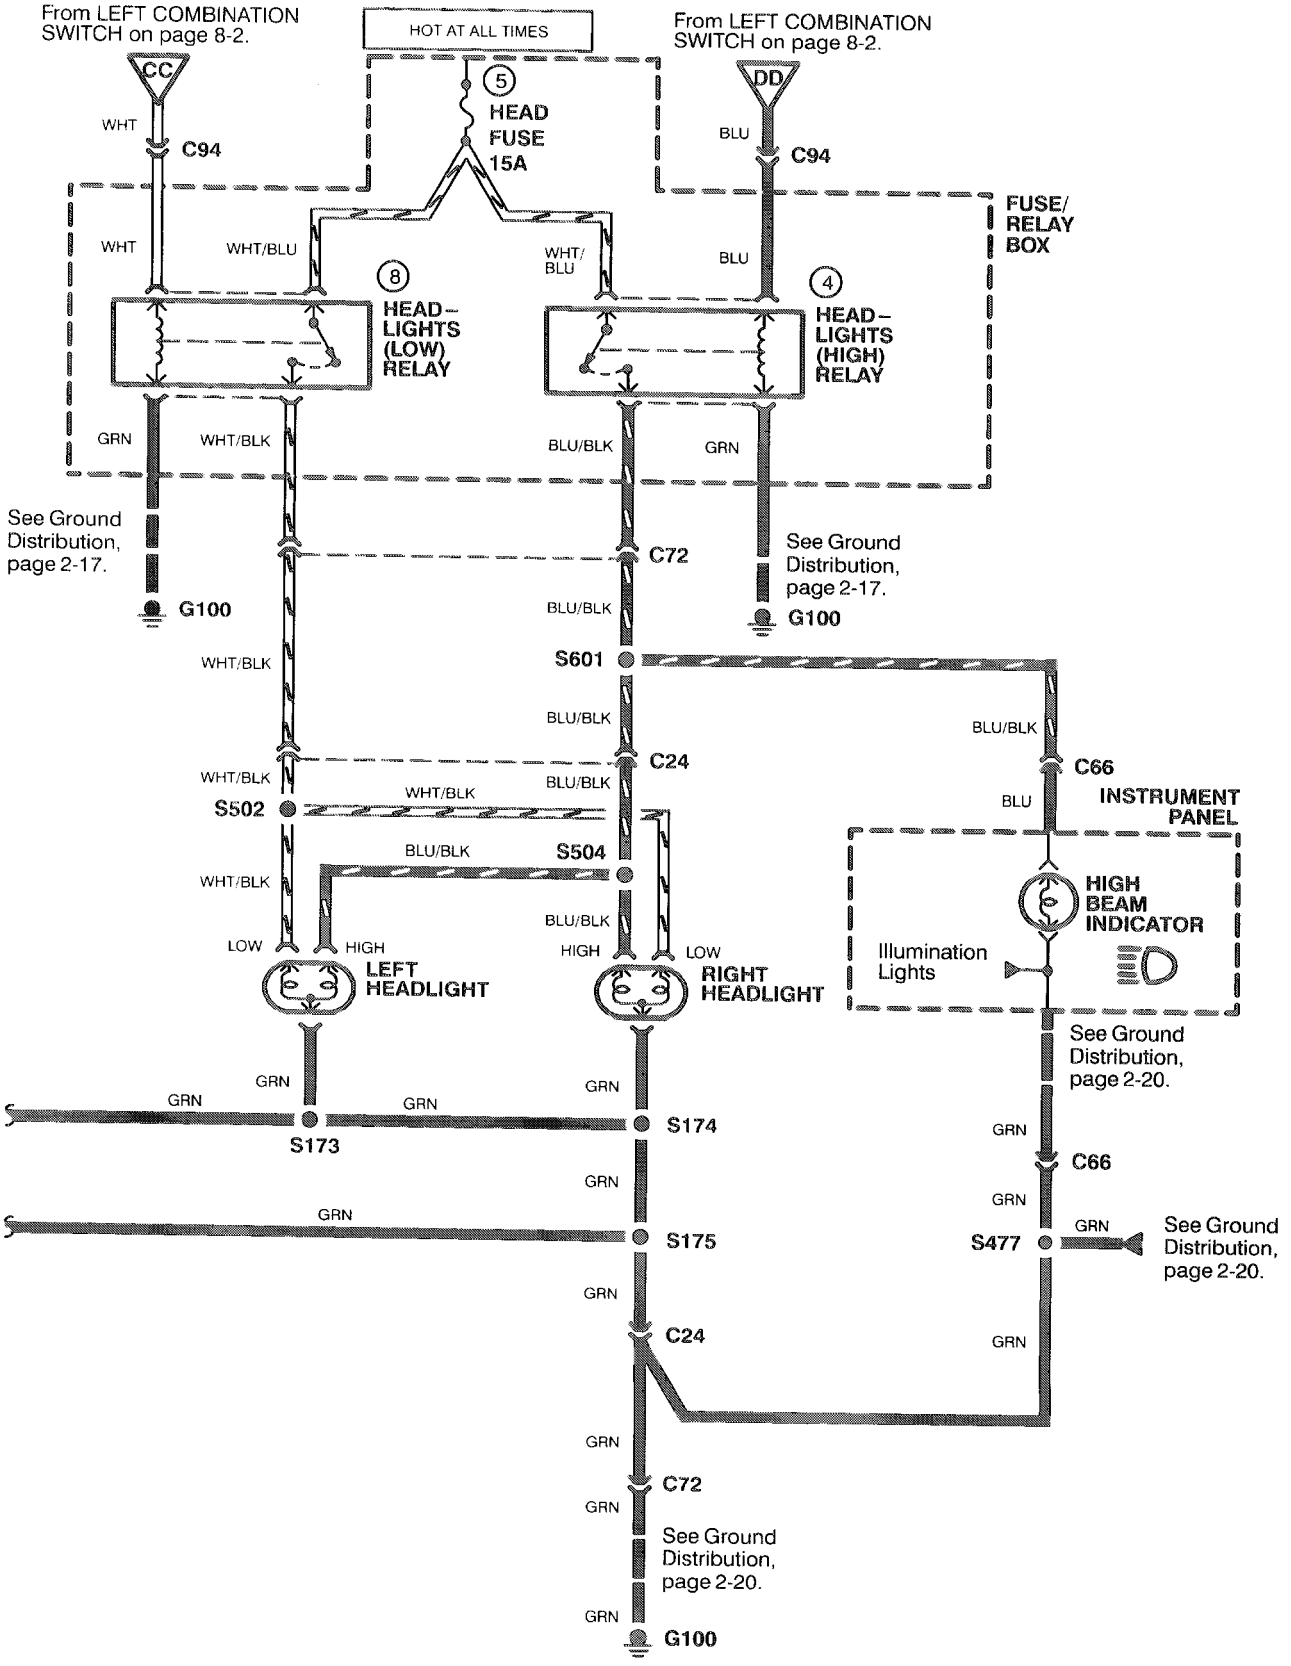 From LEFT COMBINATION
SWITCH on page 8-2.
HOT AT ALL TIMES
From LEFT COMBINATION
SWITCH on page 8-2.
CC
5
HEAD
FUSE
15A
DD
WHT
C94
BLU
C94
FUSE/
RELAY
BOX
WHT
WHT/BLU
WHT/
BLU
BLU
8
HEAD–
LIGHTS
(LOW)
RELAY
4
HEAD–
LIGHTS
(HIGH)
RELAY
GRN
WHT/BLK
BLU/BLK
GRN
See Ground
Distribution,
page 2-17.
C72
See Ground
Distribution,
page 2-17.
G100
BLU/BLK
G100
WHT/BLK
S601
BLU/BLK
BLU/BLK
C24
C66
WHT/BLK
WHT/BLK
BLU/BLK
BLU
INSTRUMENT
PANEL
S502
BLU/BLK
S504
WHT/BLK
BLU/BLK
HIGH
BEAM
INDICATOR
LOW
HIGH
HIGH
LOW
Illumination
Lights
LEFT
HEADLIGHT
RIGHT
HEADLIGHT
See Ground
Distribution,
page 2-20.
GRN
GRN
GRN
GRN
S173
S174
GRN
C66
GRN
GRN
GRN
S175
S477
GRN
See Ground
Distribution,
page 2-20.
GRN
C24
GRN
GRN
C72
GRN
See Ground
Distribution,
page 2-20.
GRN
G100